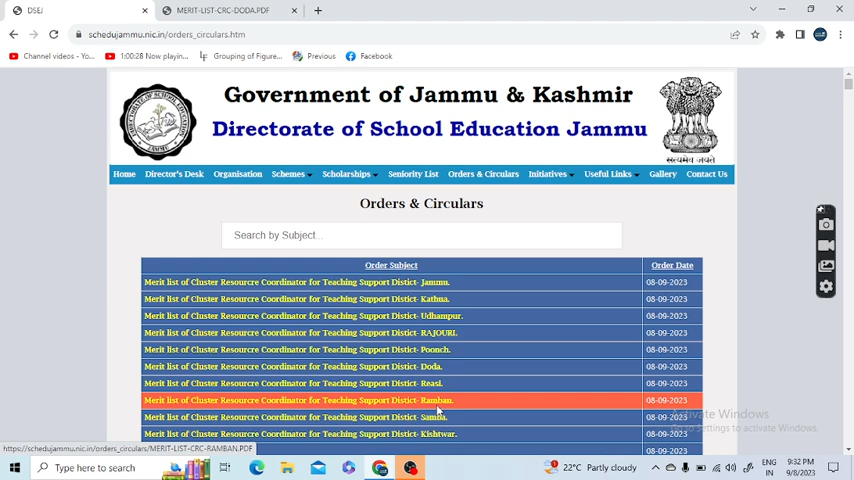 DSEJ
MERIT-LIST-CRC-DODA.PDF
schedujammu.nic.in/orders_circulars.htm
Channel videos - Yo... 1:00:28 Now playin... Grouping of Figure... Previous Facebook
Government of Jammu & Kashmir
Directorate of School Education Jammu
सत्यमेव जयते
Home Director's Desk Organisation Schemes Scholarships Seniority List Orders & Circulars Initiatives Useful Links Gallery Contact Us
Orders & Circulars
Search by Subject...
Order Subject Order Date
Merit list of Cluster Resourcre Coordinator for Teaching Support Distict- Jammu. 08-09-2023
Merit list of Cluster Resourcre Coordinator for Teaching Support Distict- Kathua. 08-09-2023
Merit list of Cluster Resourcre Coordinator for Teaching Support Distict- Udhampur. 08-09-2023
Merit list of Cluster Resourcre Coordinator for Teaching Support Distict- RAJOURI. 08-09-2023
Merit list of Cluster Resourcre Coordinator for Teaching Support Distict- Poonch. 08-09-2023
Merit list of Cluster Resourcre Coordinator for Teaching Support Distict- Doda. 08-09-2023
Merit list of Cluster Resourcre Coordinator for Teaching Support Distict- Reasi. 08-09-2023
Merit list of Cluster Resourcre Coordinator for Teaching Support Distict- Ramban. 08-09-2023
Merit list of Cluster Resourcre Coordinator for Teaching Support Distict- Samba. 08-09-2023
Merit list of Cluster Resourcre Coordinator for Teaching Support Distict- Kishtwar. 08-09-2023
08-09-2023
Activate Windows
Go to Settings to activate Windows.
https://schedujammu.nic.in/orders_circulars/MERIT-LIST-CRC-RAMBAN.PDF
Type here to search
22°C Partly cloudy
ENG
IN
9:32 PM
9/8/2023